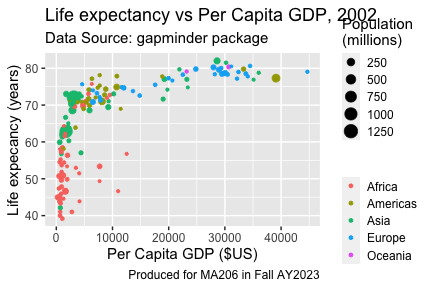 Life expectancy vs Per Capita GDP, 2002
Data Source: gapminder package
Population
(millions)
250
500
750
1000
1250
Africa
Americas
Asia
Europe
Oceania
Life expecancy (years)
80
70
60
50
40
0
10000
20000
30000
40000
Per Capita GDP ($US)
Produced for MA206 in Fall AY2023